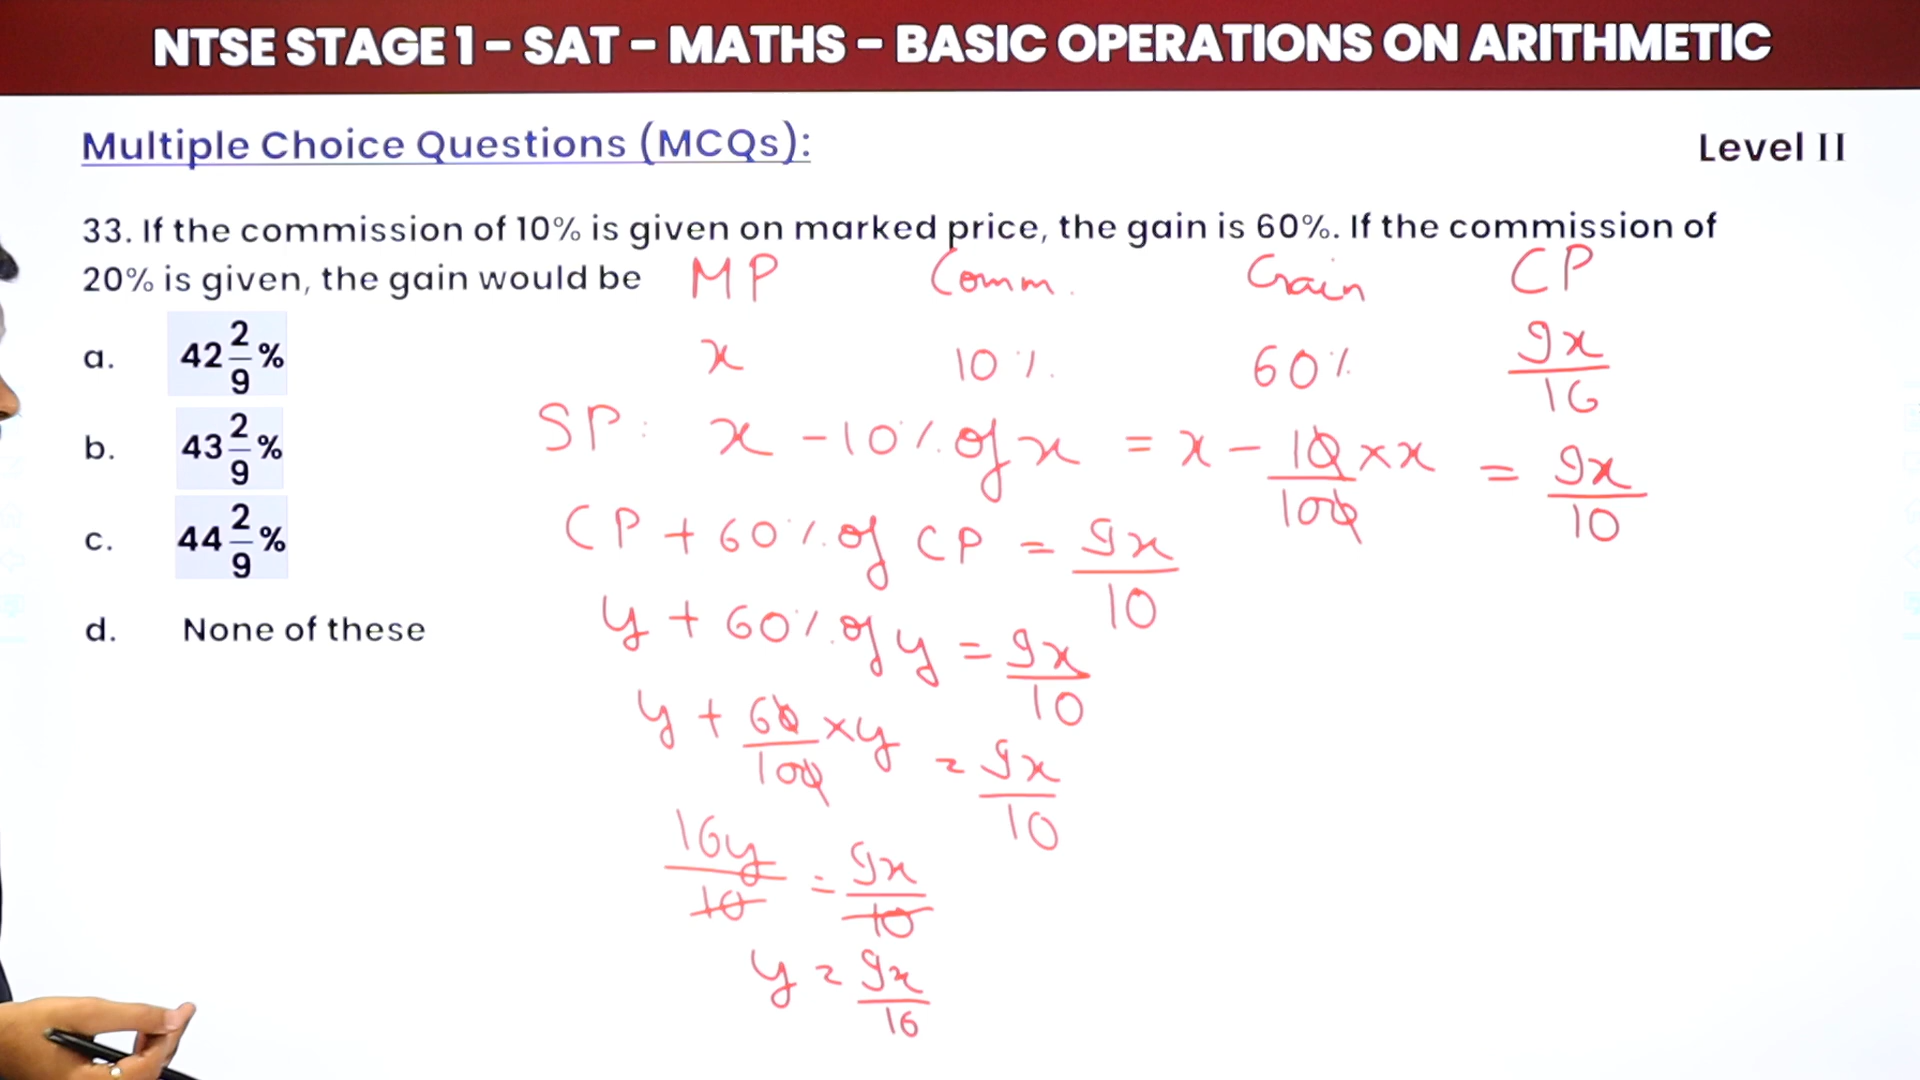 NTSE STAGE 1 – SAT – MATHS – BASIC OPERATIONS ON ARITHMETIC
Multiple Choice Questions (MCQs):
Level II
33. If the commission of 10% is given on marked price, the gain is 60%. If the commission of
20% is given, the gain would be
MP Comm. Gain CP
x 10% 60% 9x/16
a. 42 2/9 %
b. 43 2/9 %
c. 44 2/9 %
d. None of these
SP: x - 10% of x = x - 10/100 × x = 9x/10
CP + 60% of CP = 9x/10
y + 60% of y = 9x/10
y + 60/100 × y = 9x/10
16y/10 = 9x/10
y = 9x/16